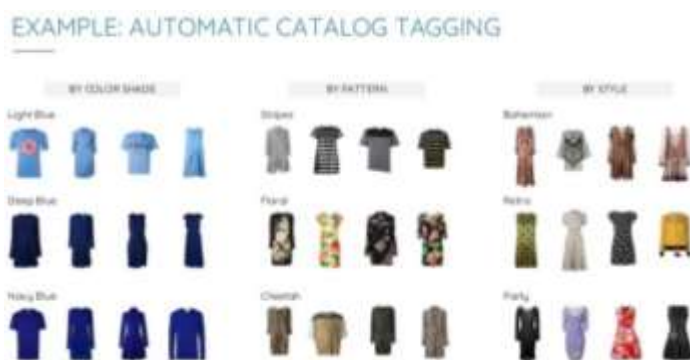 EXAMPLE: AUTOMATIC CATALOG TAGGING
BY COLOR SHADE
BY PATTERN
BY STYLE
Light Blue
Stripes
Bohemian
Deep Blue
Floral
Retro
Navy Blue
Cheetah
Party